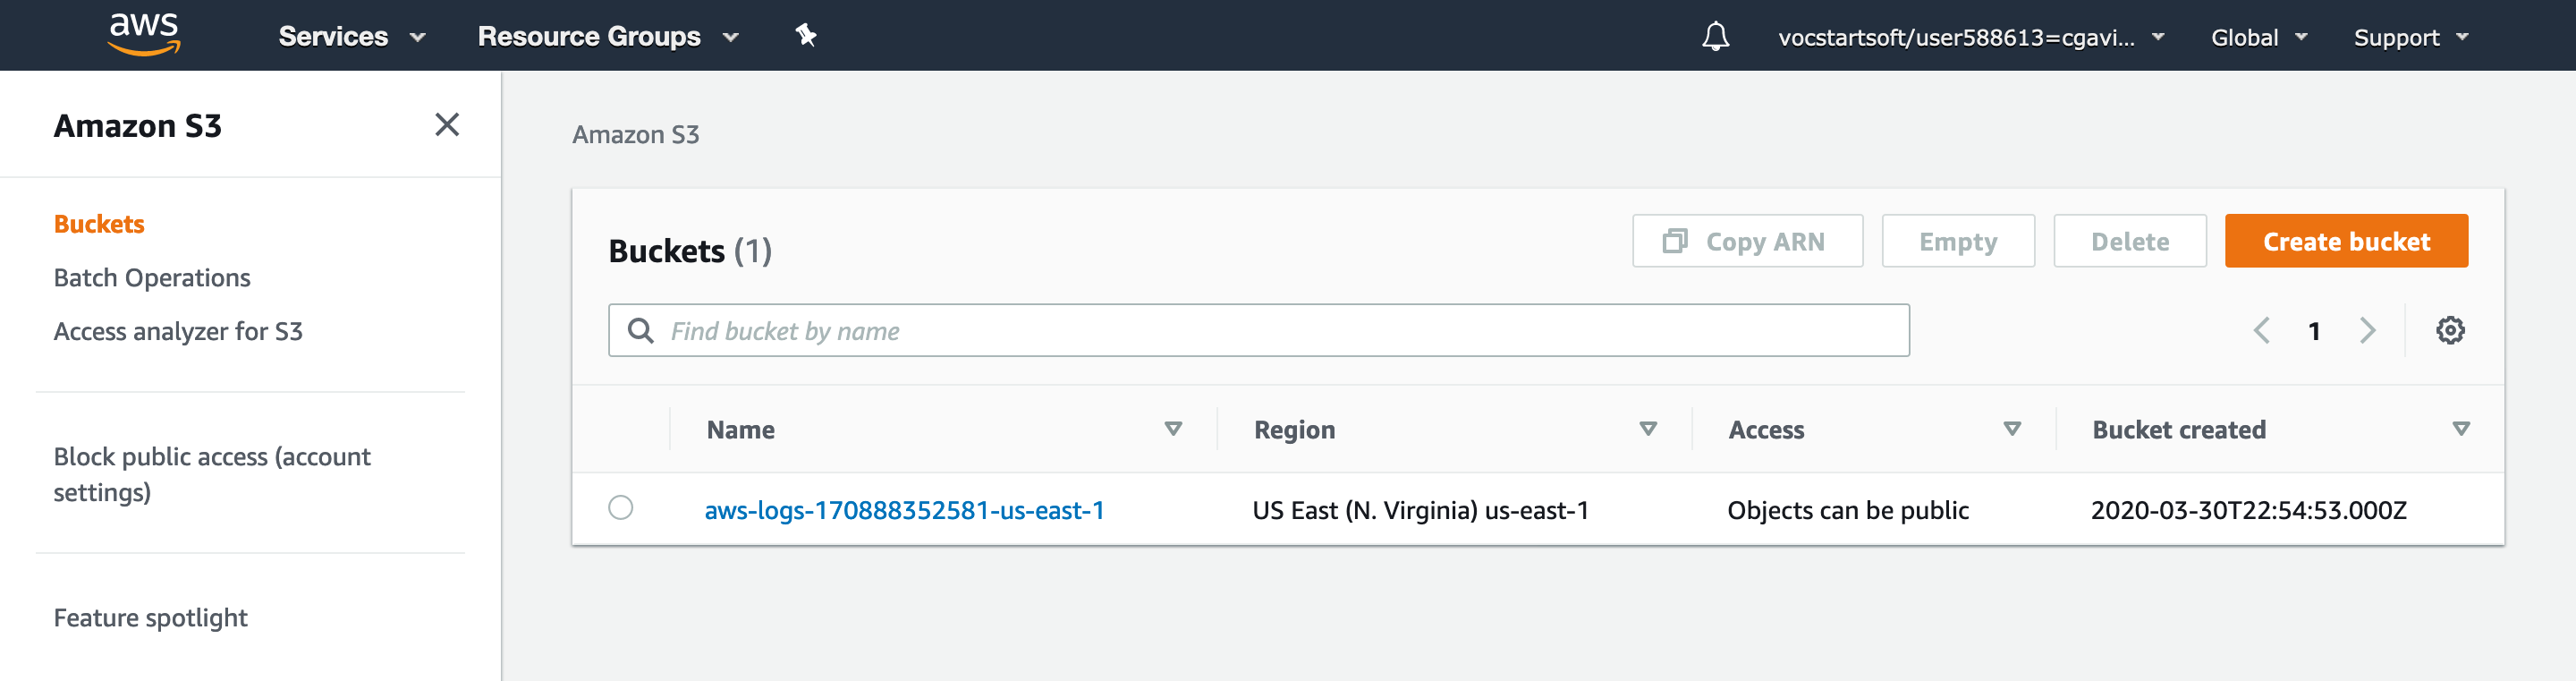 aws Services Resource Groups vocstartsoft/user588613=cgavi... Global Support
Amazon S3
Buckets
Batch Operations
Access analyzer for S3
Block public access (account
settings)
Feature spotlight
Amazon S3
Buckets (1) Copy ARN Empty Delete Create bucket
Find bucket by name 1
Name Region Access Bucket created
aws-logs-170888352581-us-east-1 US East (N. Virginia) us-east-1 Objects can be public 2020-03-30T22:54:53.000Z